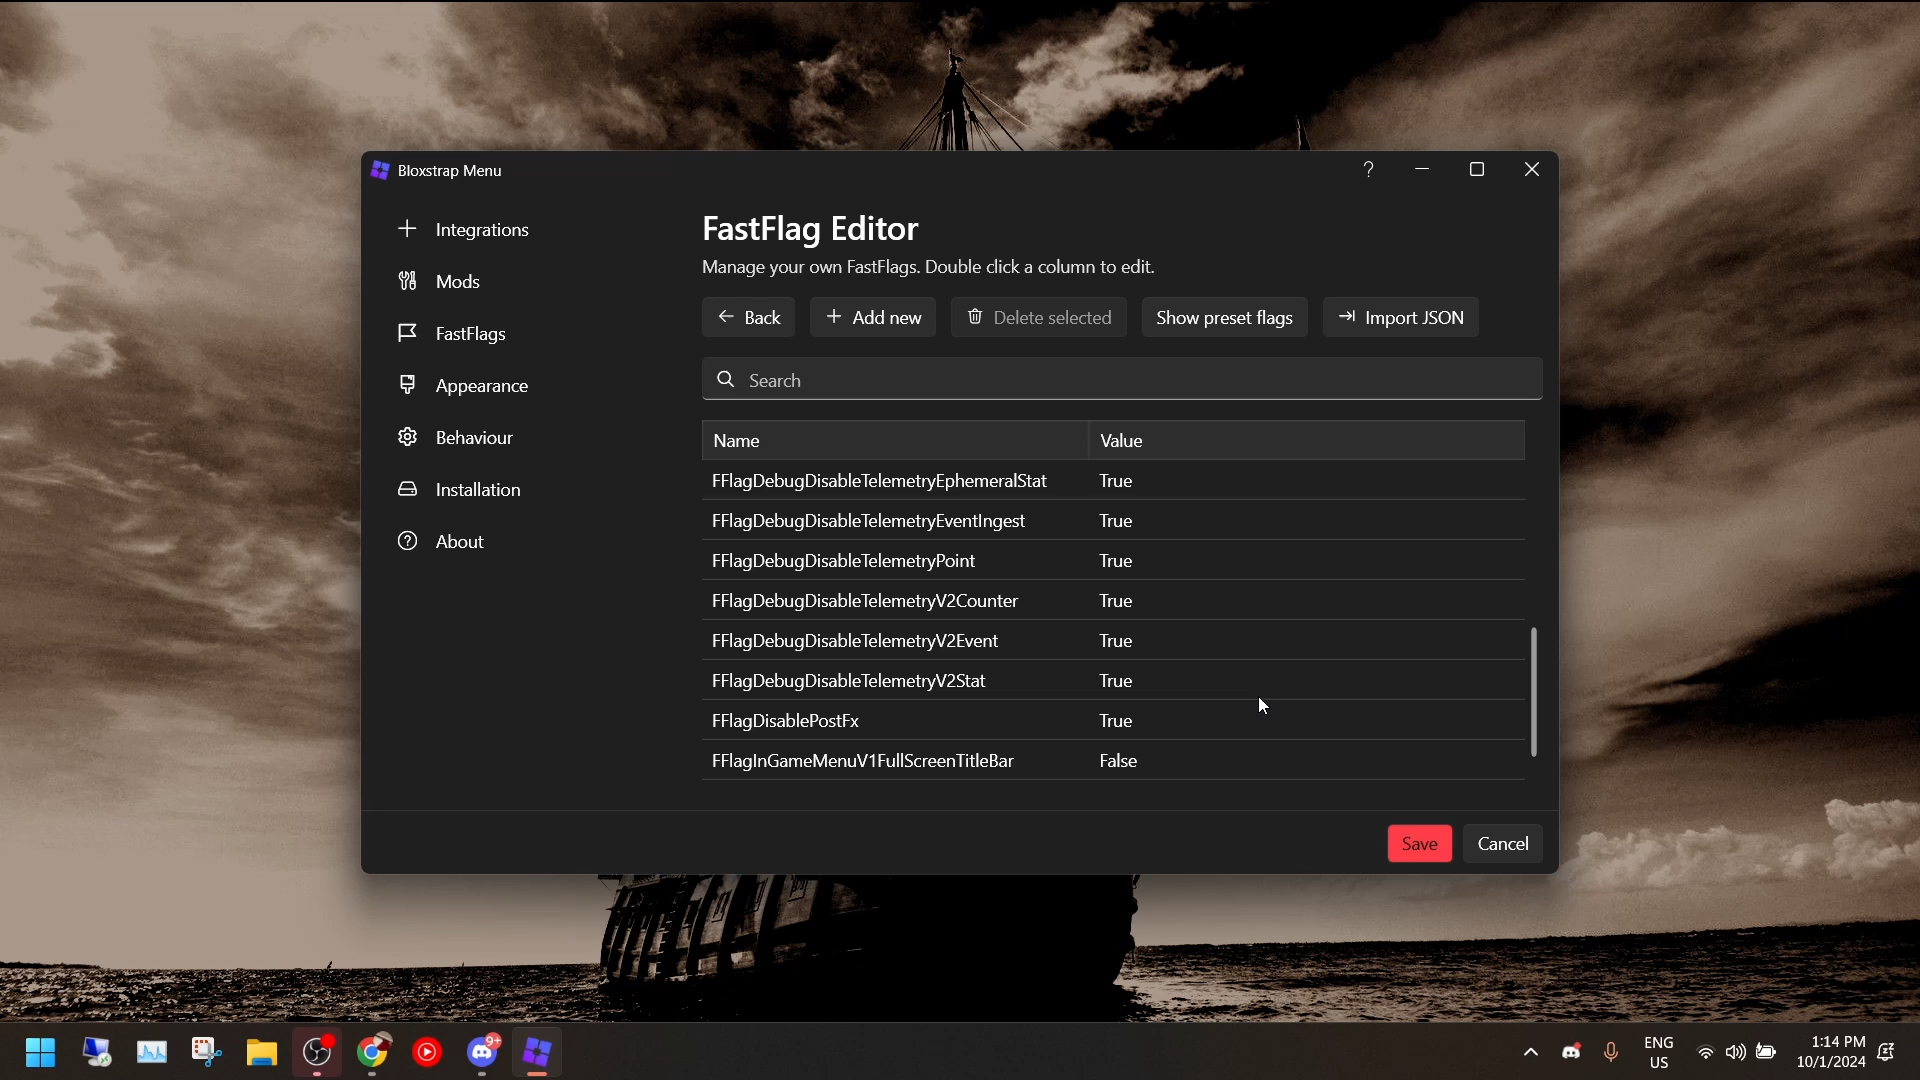 Bloxstrap Menu
?
Integrations
Mods
FastFlags
Appearance
Behaviour
Installation
About
FastFlag Editor
Manage your own FastFlags. Double click a column to edit.
Back
Add new
Delete selected
Show preset flags
Import JSON
Search
Name Value
FFlagDebugDisableTelemetryEphemeralStat True
FFlagDebugDisableTelemetryEventIngest True
FFlagDebugDisableTelemetryPoint True
FFlagDebugDisableTelemetryV2Counter True
FFlagDebugDisableTelemetryV2Event True
FFlagDebugDisableTelemetryV2Stat True
FFlagDisablePostFx True
FFlagInGameMenuV1FullScreenTitleBar False
Save
Cancel
9+
ENG
US
1:14 PM
10/1/2024